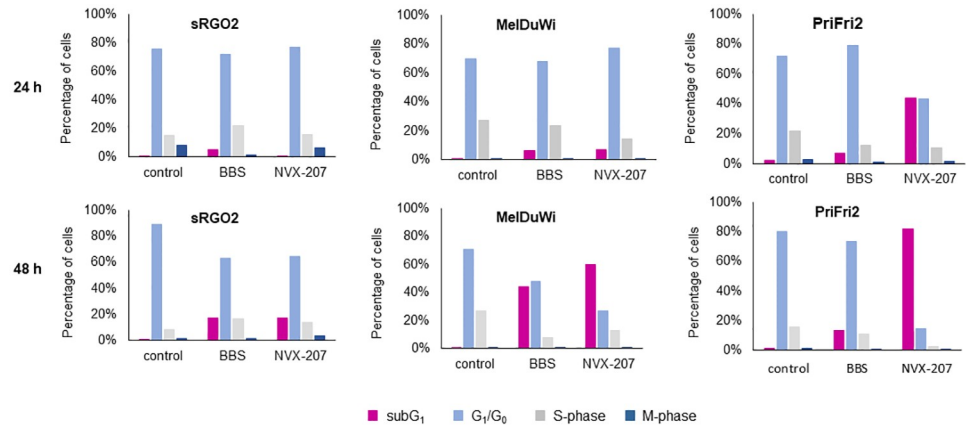 sRGO2
MelDuWi
PriFri2
24 h
Percentage of cells
100%
80%
60%
40%
20%
0%
control
BBS
NVX-207
Percentage of cells
100%
80%
60%
40%
20%
0%
control
BBS
NVX-207
Percentage of cells
100%
80%
60%
40%
20%
0%
control
BBS
NVX-207
48 h
sRGO2
Percentage of cells
100%
80%
60%
40%
20%
0%
control
BBS
NVX-207
MelDuWi
Percentage of cells
100%
80%
60%
40%
20%
0%
control
BBS
NVX-207
PriFri2
Percentage of cells
100%
80%
60%
40%
20%
0%
control
BBS
NVX-207
subG₁ G₁/G₀ S-phase M-phase